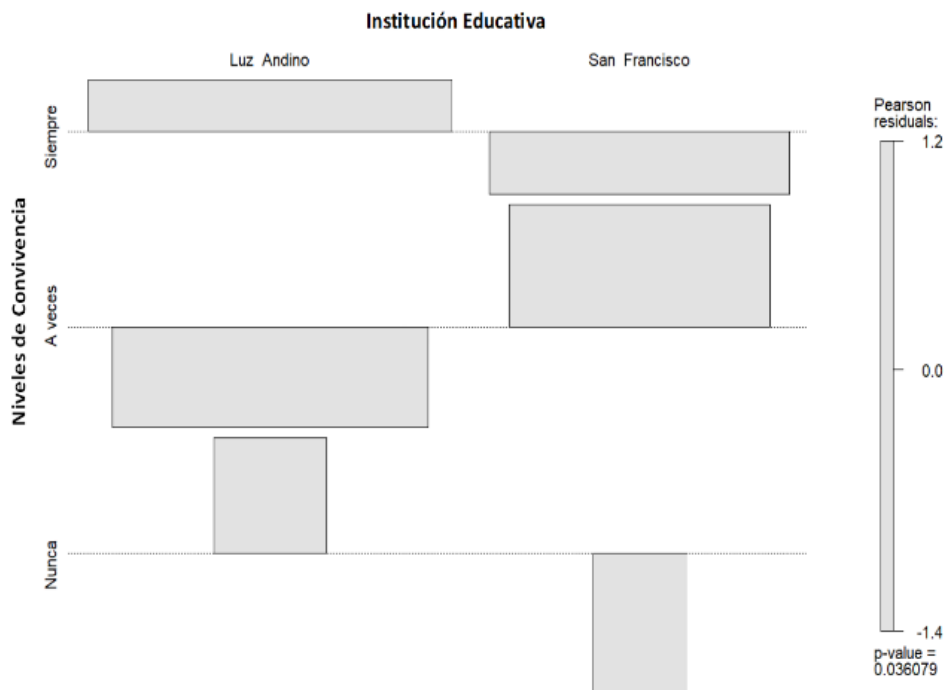 Institución Educativa
Luz Andino
San Francisco
Niveles de Convivencia
Siempre
A veces
Nunca
Pearson
residuals:
1.2
0.0
-1.4
p-value =
0.036079